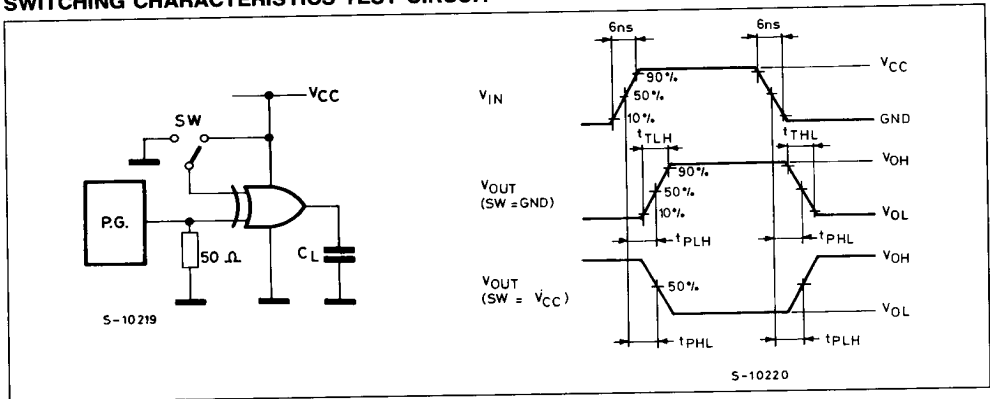 SWITCHING CHARACTERISTICS TEST CIRCUIT
VCC
SW
P.G.
50 Ω
CL
S-10219
6ns
6ns
VIN
90%
50%
10%
VCC
GND
tTLH
tTHL
VOUT
(SW =GND)
90%
50%
10%
VOH
VOL
tPLH
tPHL
VOUT
(SW = VCC)
50%
VOH
VOL
tPHL
tPLH
S-10220